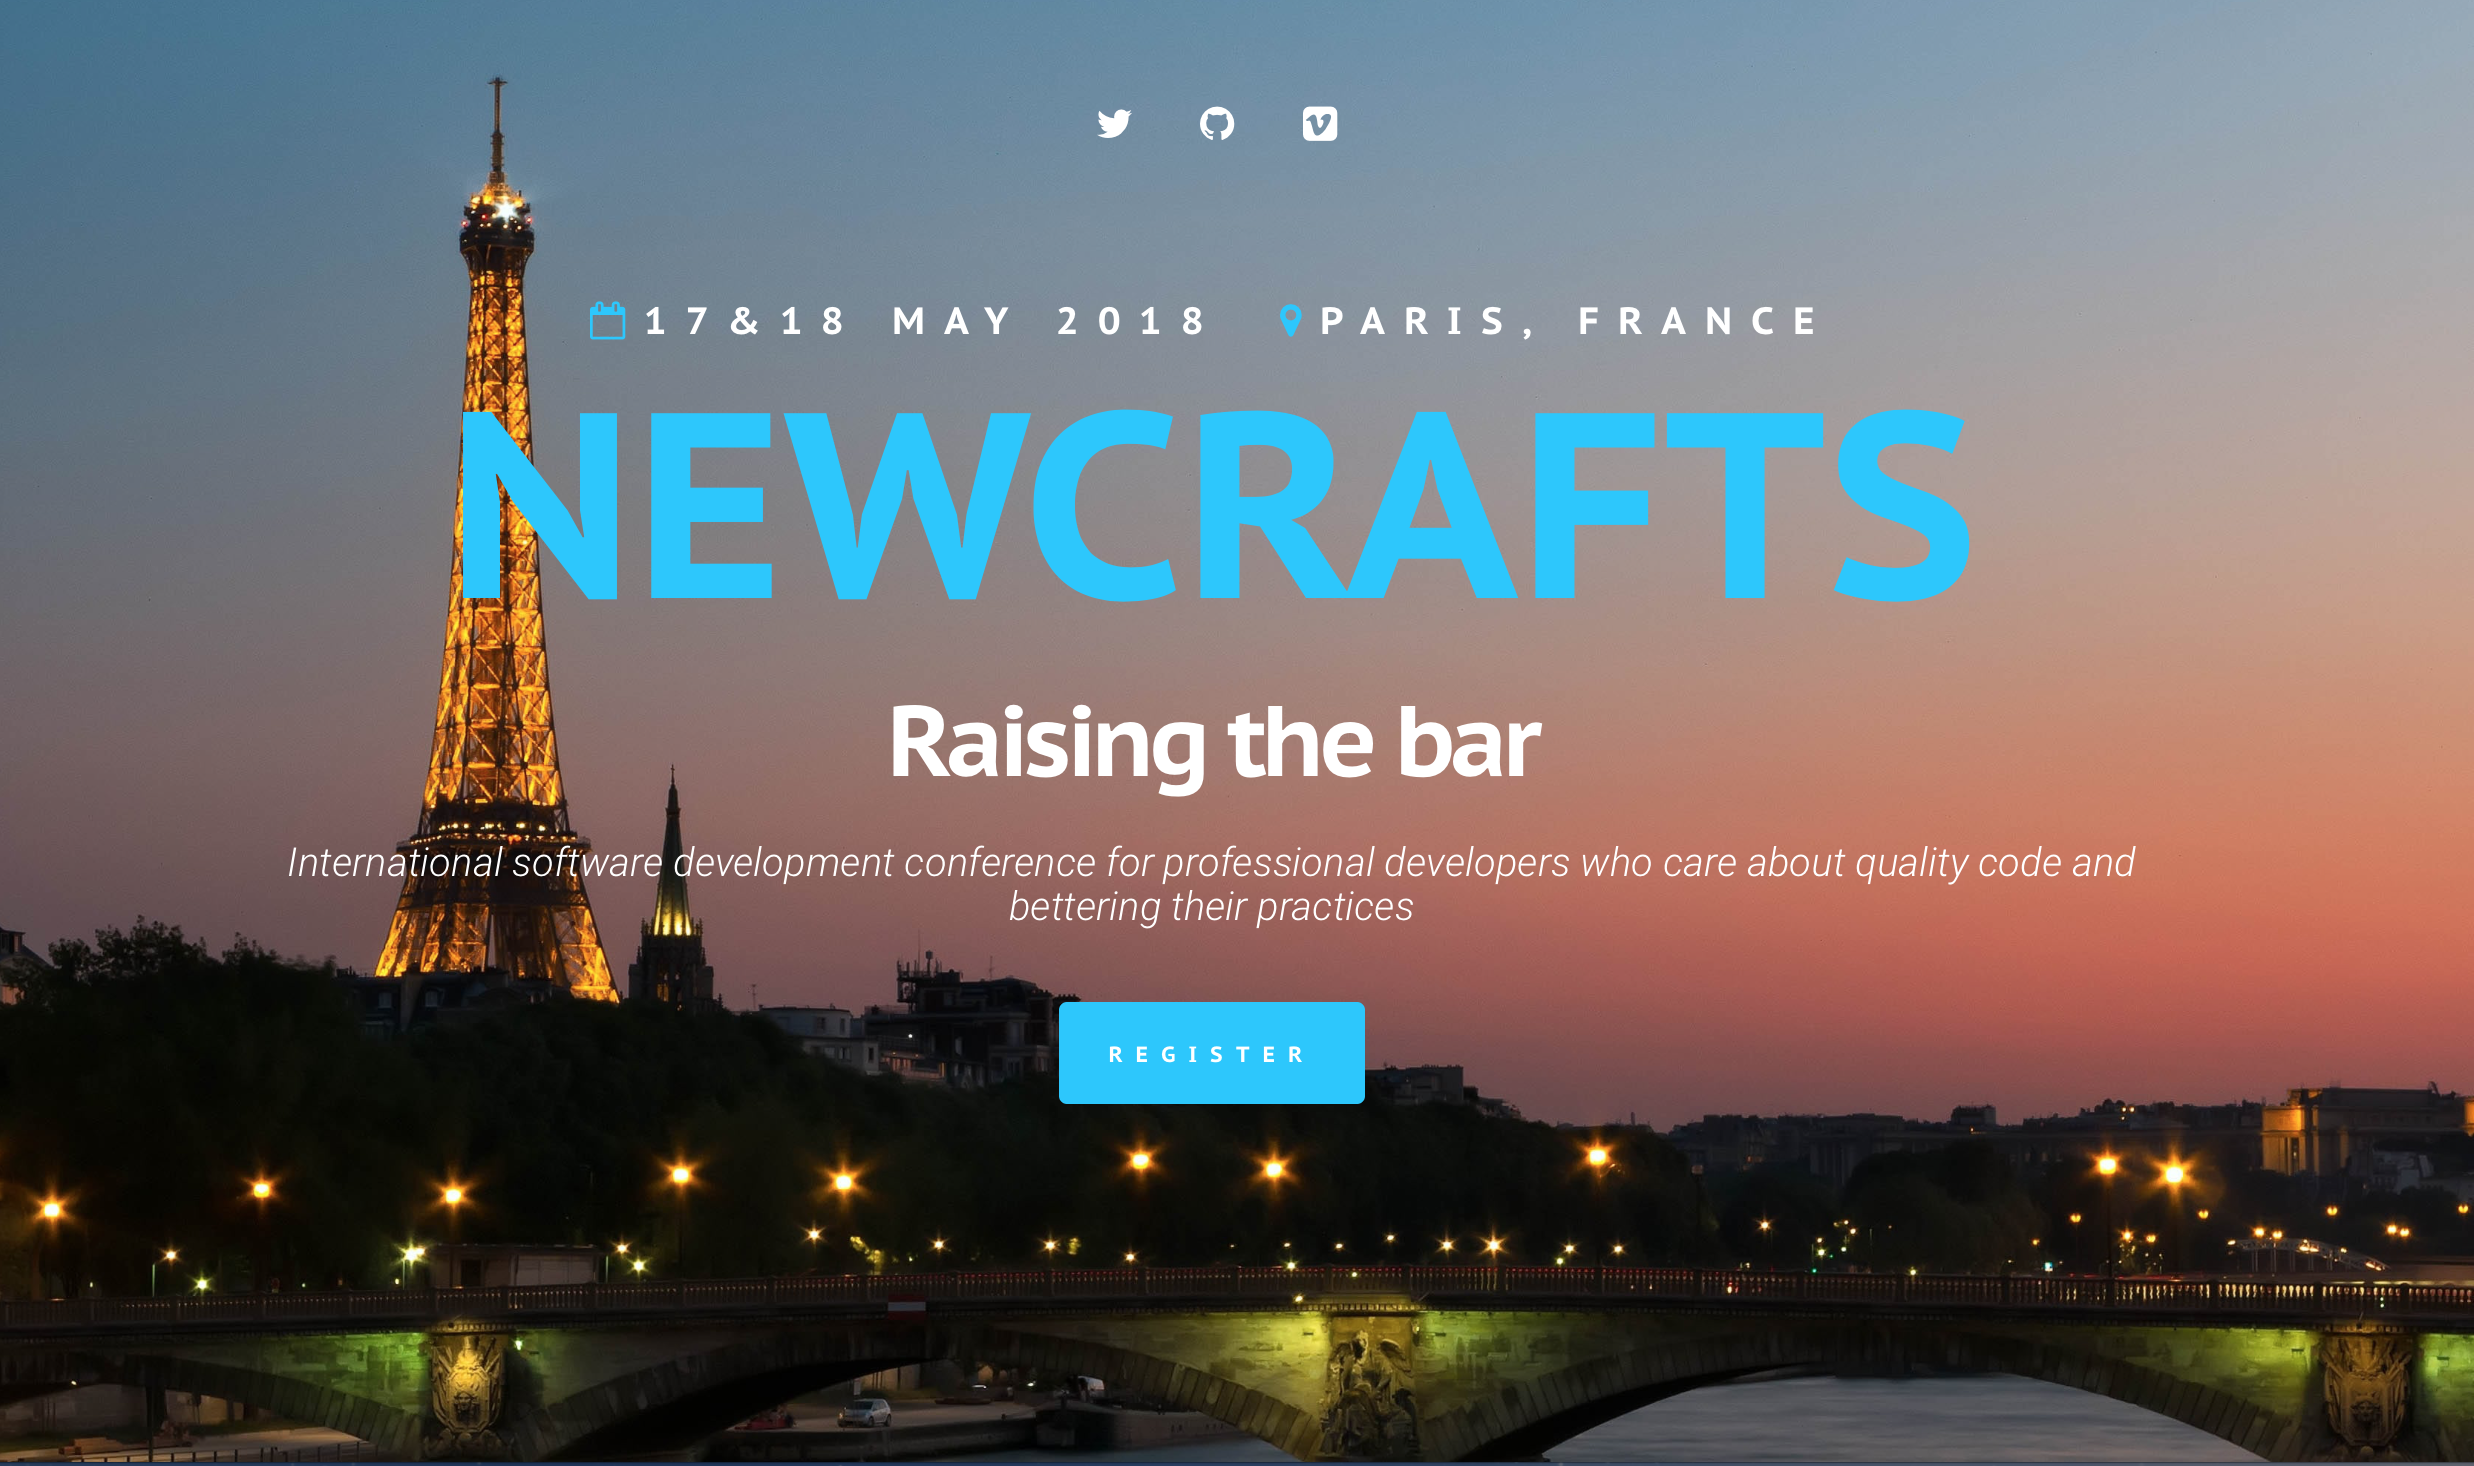 17&18 MAY 2018 PARIS, FRANCE
NEWCRAFTS
Raising the bar
International software development conference for professional developers who care about quality code and
bettering their practices
REGISTER